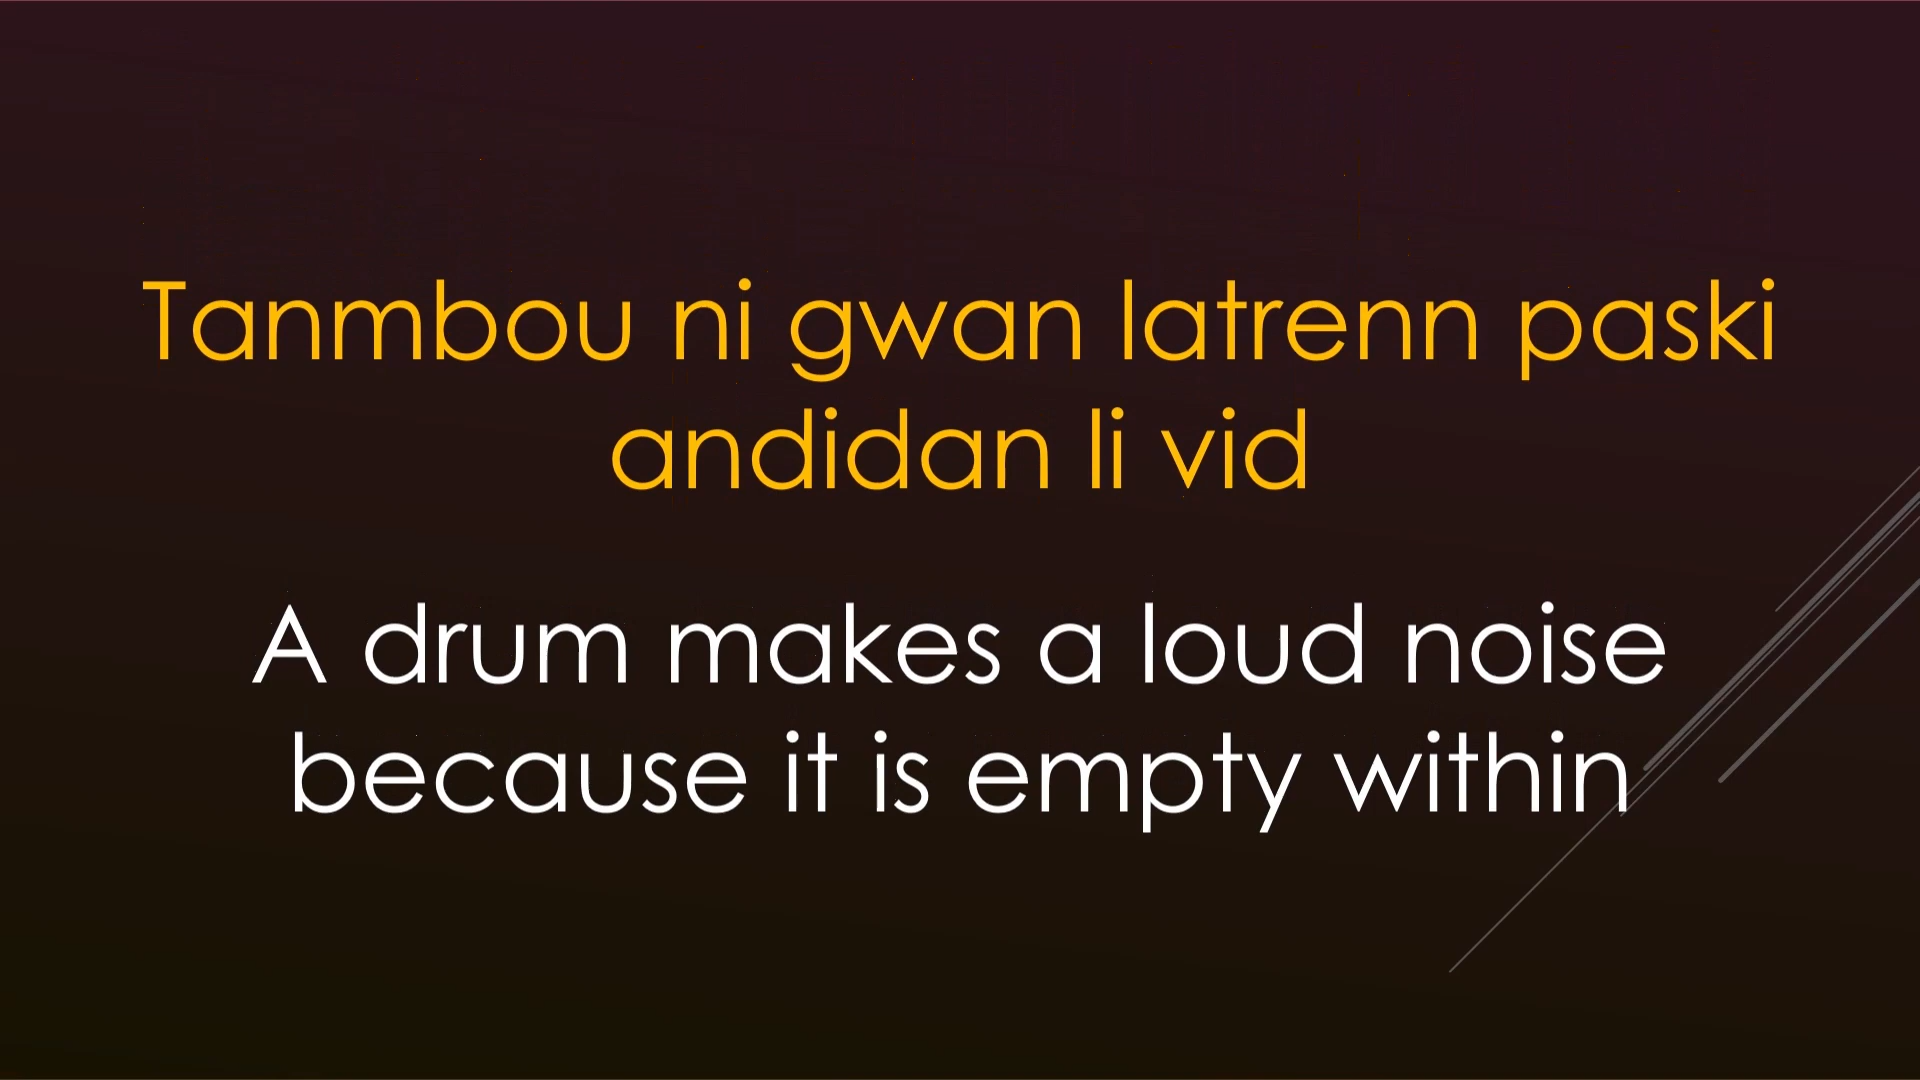 Tanmbou ni gwan latrenn paski
andidan li vid
A drum makes a loud noise
because it is empty within